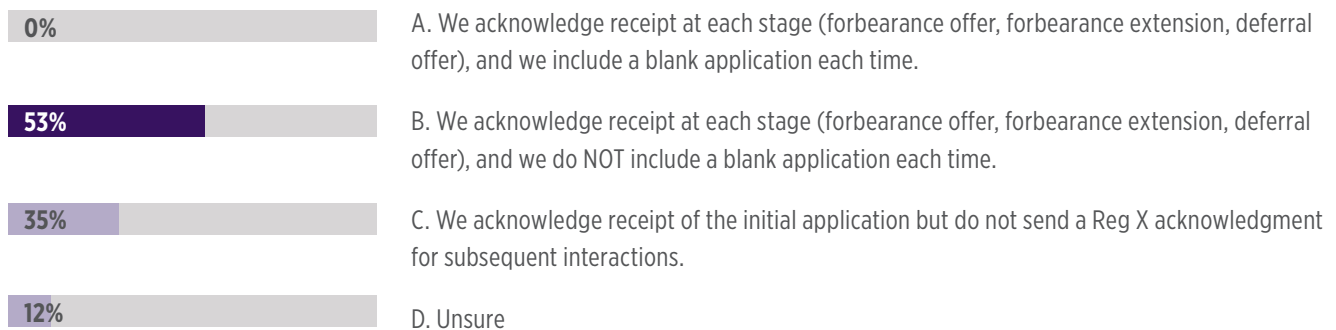 0%
A. We acknowledge receipt at each stage (forbearance offer, forbearance extension, deferral
offer), and we include a blank application each time.
53%
B. We acknowledge receipt at each stage (forbearance offer, forbearance extension, deferral
offer), and we do NOT include a blank application each time.
35%
C. We acknowledge receipt of the initial application but do not send a Reg X acknowledgment
for subsequent interactions.
12%
D. Unsure